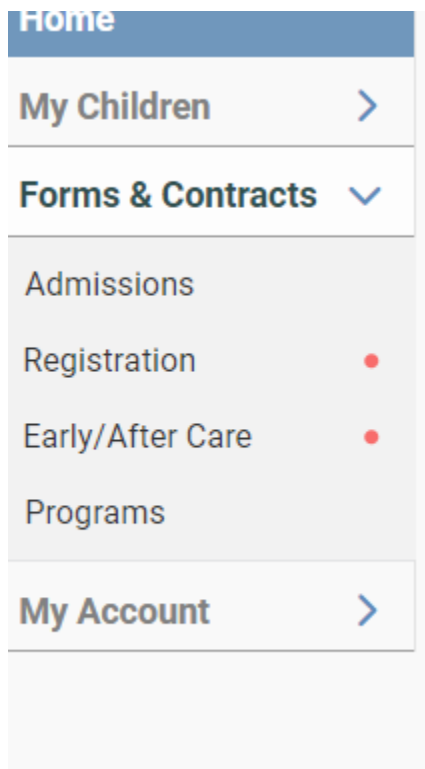 Home
My Children
Forms & Contracts
Admissions
Registration
Early/After Care
Programs
My Account